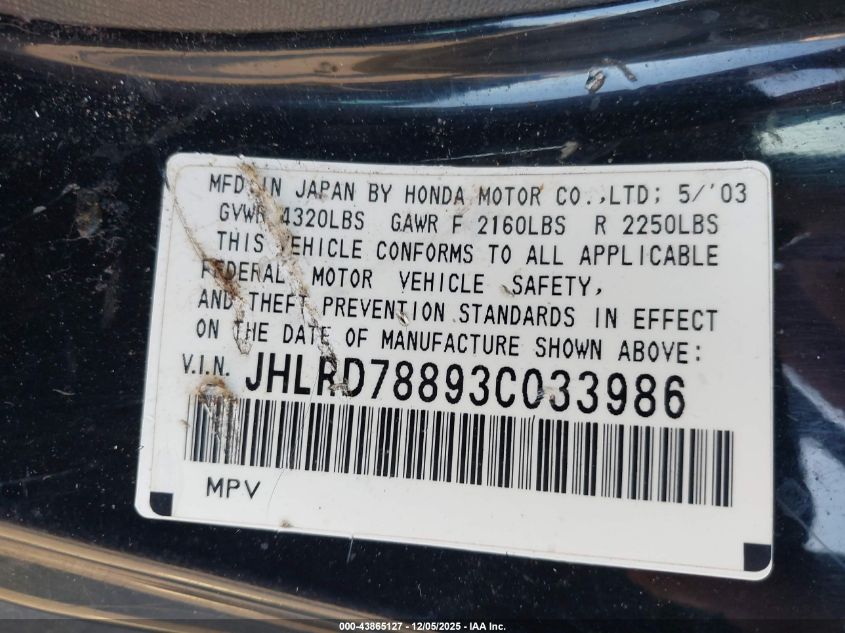 MFD. IN JAPAN BY HONDA MOTOR CO.,LTD; 5/'03
GVWR 4320LBS GAWR F 2160LBS R 2250LBS
THIS VEHICLE CONFORMS TO ALL APPLICABLE
FEDERAL MOTOR VEHICLE SAFETY,
AND THEFT PREVENTION STANDARDS IN EFFECT
ON THE DATE OF MANUFACTURE SHOWN ABOVE:
V.I.N. JHLRD78893C033986
MPV
000-43865127 - 12/05/2025 - IAA Inc.